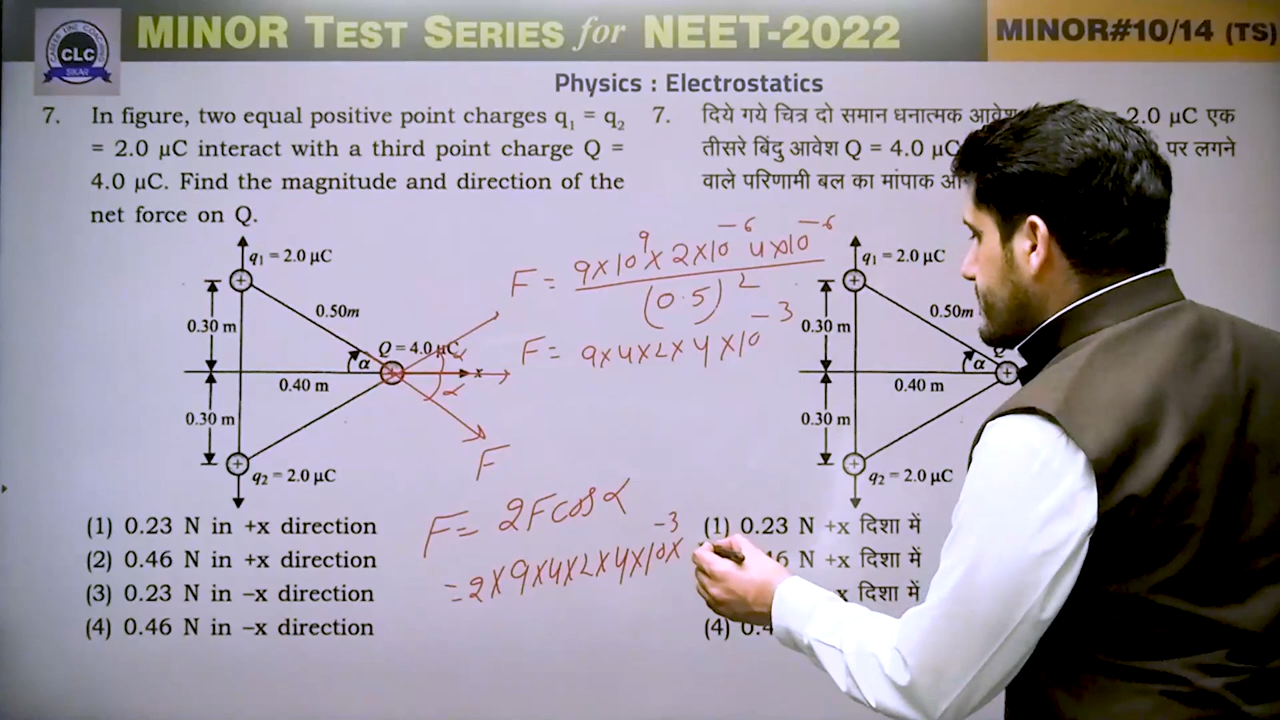 CLC
SIKAR
MINOR TEST SERIES for NEET-2022
MINOR#10/14 (TS)
Physics : Electrostatics
7. In figure, two equal positive point charges q₁ = q₂
= 2.0 μC interact with a third point charge Q =
4.0 μC. Find the magnitude and direction of the
net force on Q.
q₁ = 2.0 μC
0.50m
0.30 m
Q = 4.0 μC
α
α
x
0.40 m
α
0.30 m
q₂ = 2.0 μC
F
(1) 0.23 N in +x direction
(2) 0.46 N in +x direction
(3) 0.23 N in –x direction
(4) 0.46 N in –x direction
F = 9×10⁹×2×10⁻⁶ 4×10⁻⁶
(0.5)²
F = 9×4×2×4×10⁻³
F = 2Fcosα
= 2×9×4×2×4×10⁻³×
7. दिये गये चित्र दो समान धनात्मक 2.0 μC एक
तीसरे बिंदु आवेश Q = 4.0 μC पर लगने
वाले परिणामी बल का मांपाक
q₁ = 2.0 μC
0.50m
0.30 m
α
0.40 m
0.30 m
q₂ = 2.0 μC
(1) 0.23 N +x दिशा में
N +x दिशा में
x दिशा में
(4) 0.4